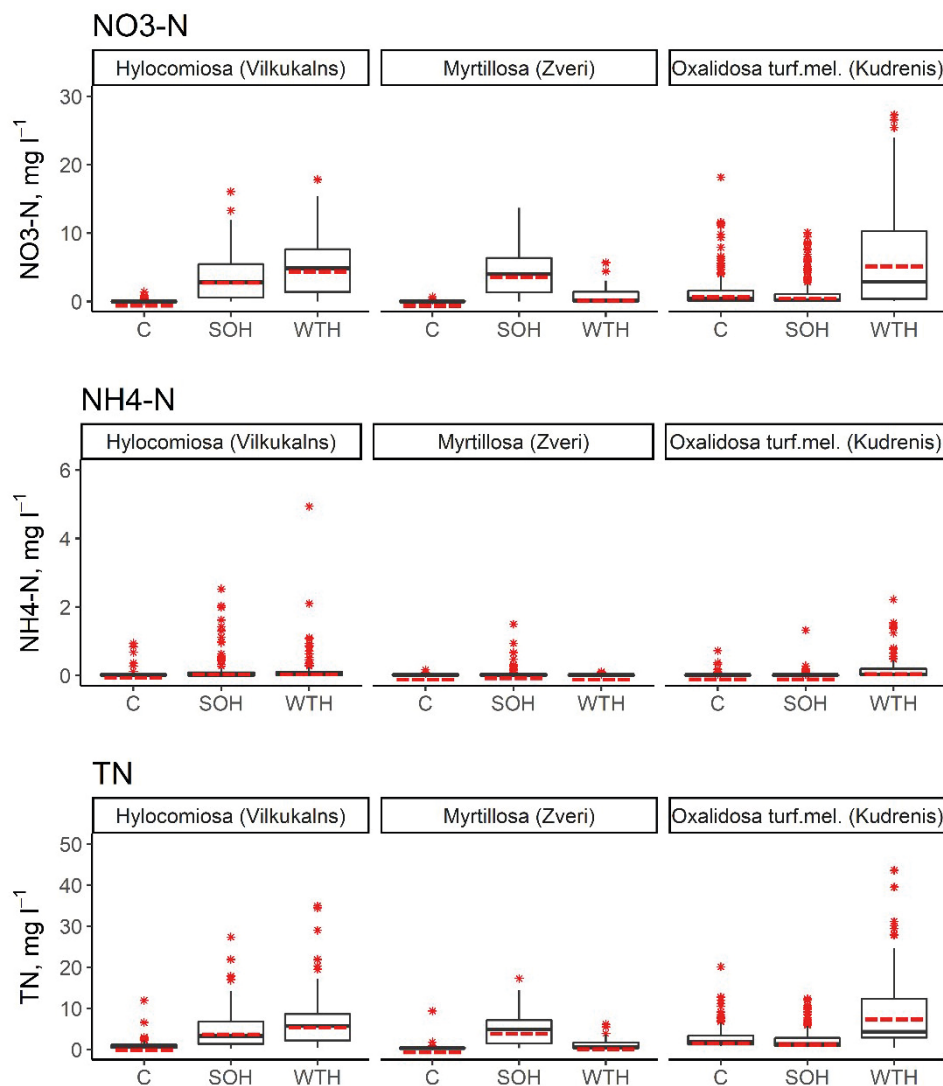 NO3-N
Hylocomiosa (Vilkukalns) Myrtillosa (Zveri) Oxalidosa turf.mel. (Kudrenis)
NO3-N, mg l⁻¹
30
20
10
0
C SOH WTH C SOH WTH C SOH WTH
NH4-N
Hylocomiosa (Vilkukalns) Myrtillosa (Zveri) Oxalidosa turf.mel. (Kudrenis)
NH4-N, mg l⁻¹
6
4
2
0
C SOH WTH C SOH WTH C SOH WTH
TN
Hylocomiosa (Vilkukalns) Myrtillosa (Zveri) Oxalidosa turf.mel. (Kudrenis)
TN, mg l⁻¹
50
40
30
20
10
0
C SOH WTH C SOH WTH C SOH WTH